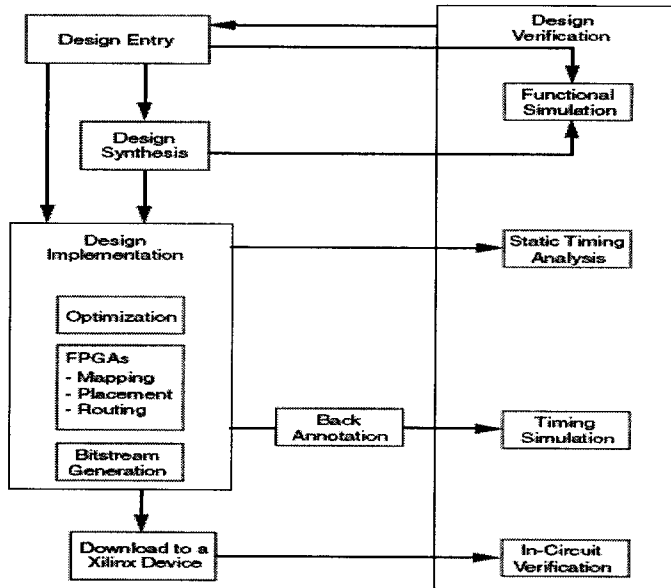 Design Entry
Design
Verification
Functional
Simulation
Design
Synthesis
Design
Implementation
Static Timing
Analysis
Optimization
FPGAs
- Mapping
- Placement
- Routing
Back
Annotation
Timing
Simulation
Bitstream
Generation
Download to a
Xilinx Device
In-Circuit
Verification